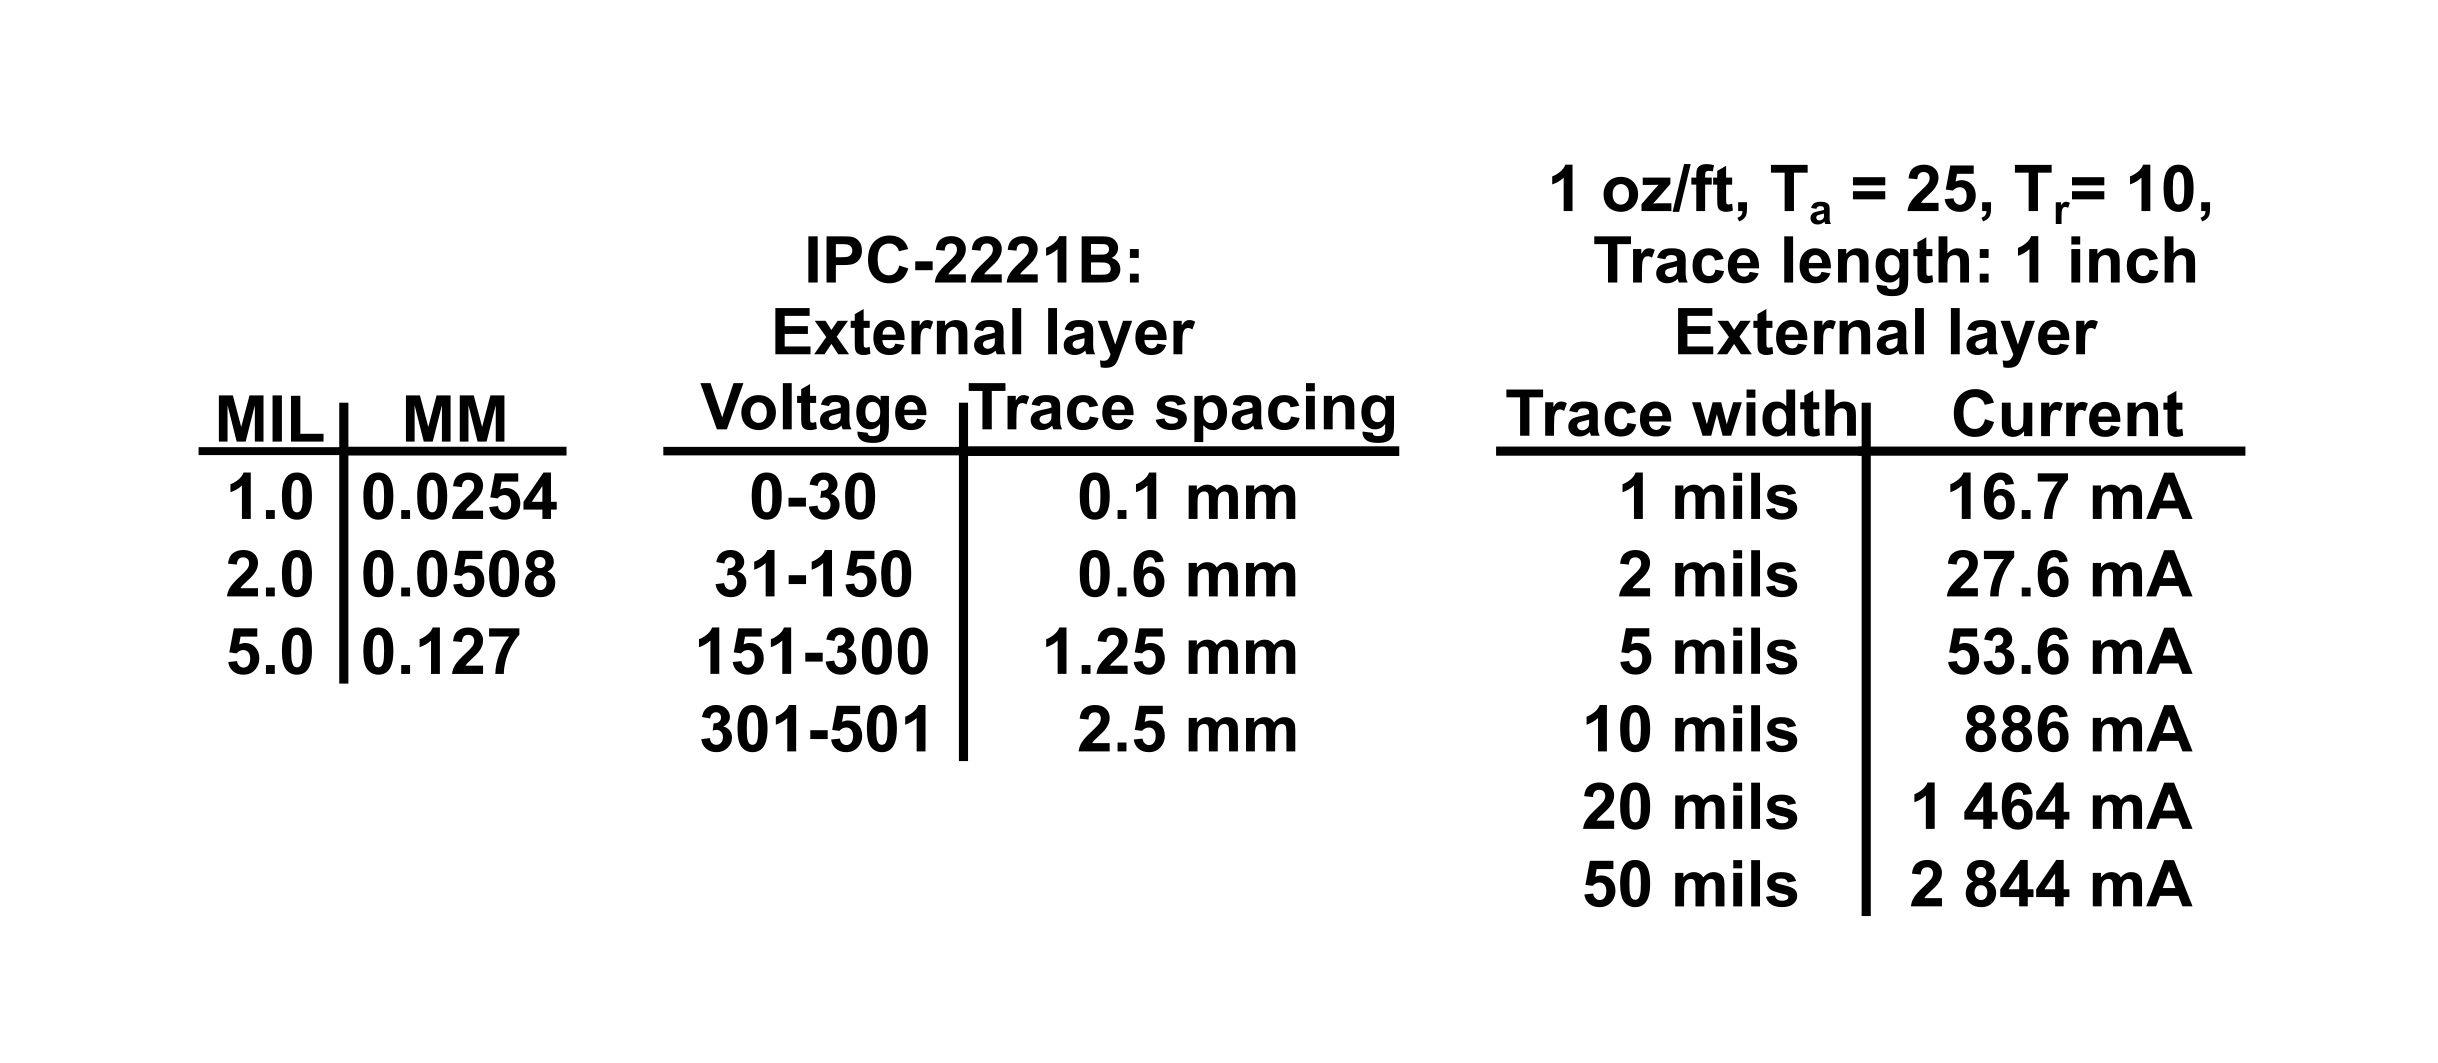 MIL MM
1.0 0.0254
2.0 0.0508
5.0 0.127
IPC-2221B:
External layer
Voltage Trace spacing
0-30 0.1 mm
31-150 0.6 mm
151-300 1.25 mm
301-501 2.5 mm
1 oz/ft, Ta = 25, Tr= 10,
Trace length: 1 inch
External layer
Trace width Current
1 mils 16.7 mA
2 mils 27.6 mA
5 mils 53.6 mA
10 mils 886 mA
20 mils 1 464 mA
50 mils 2 844 mA